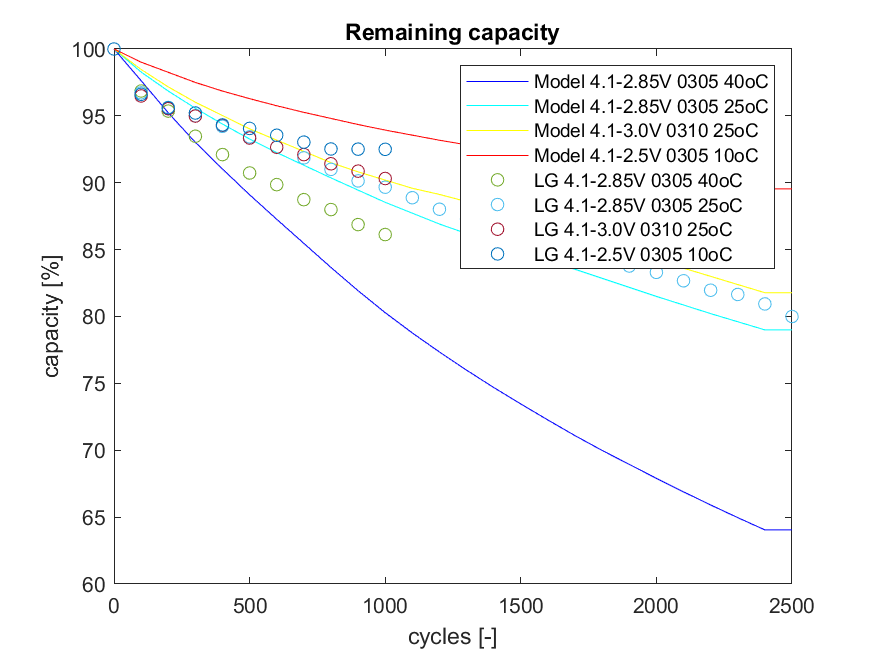 Remaining capacity
100
95
90
85
80
75
70
65
60
capacity [%]
Model 4.1-2.85V 0305 40oC
Model 4.1-2.85V 0305 25oC
Model 4.1-3.0V 0310 25oC
Model 4.1-2.5V 0305 10oC
LG 4.1-2.85V 0305 40oC
LG 4.1-2.85V 0305 25oC
LG 4.1-3.0V 0310 25oC
LG 4.1-2.5V 0305 10oC
0 500 1000 1500 2000 2500
cycles [-]